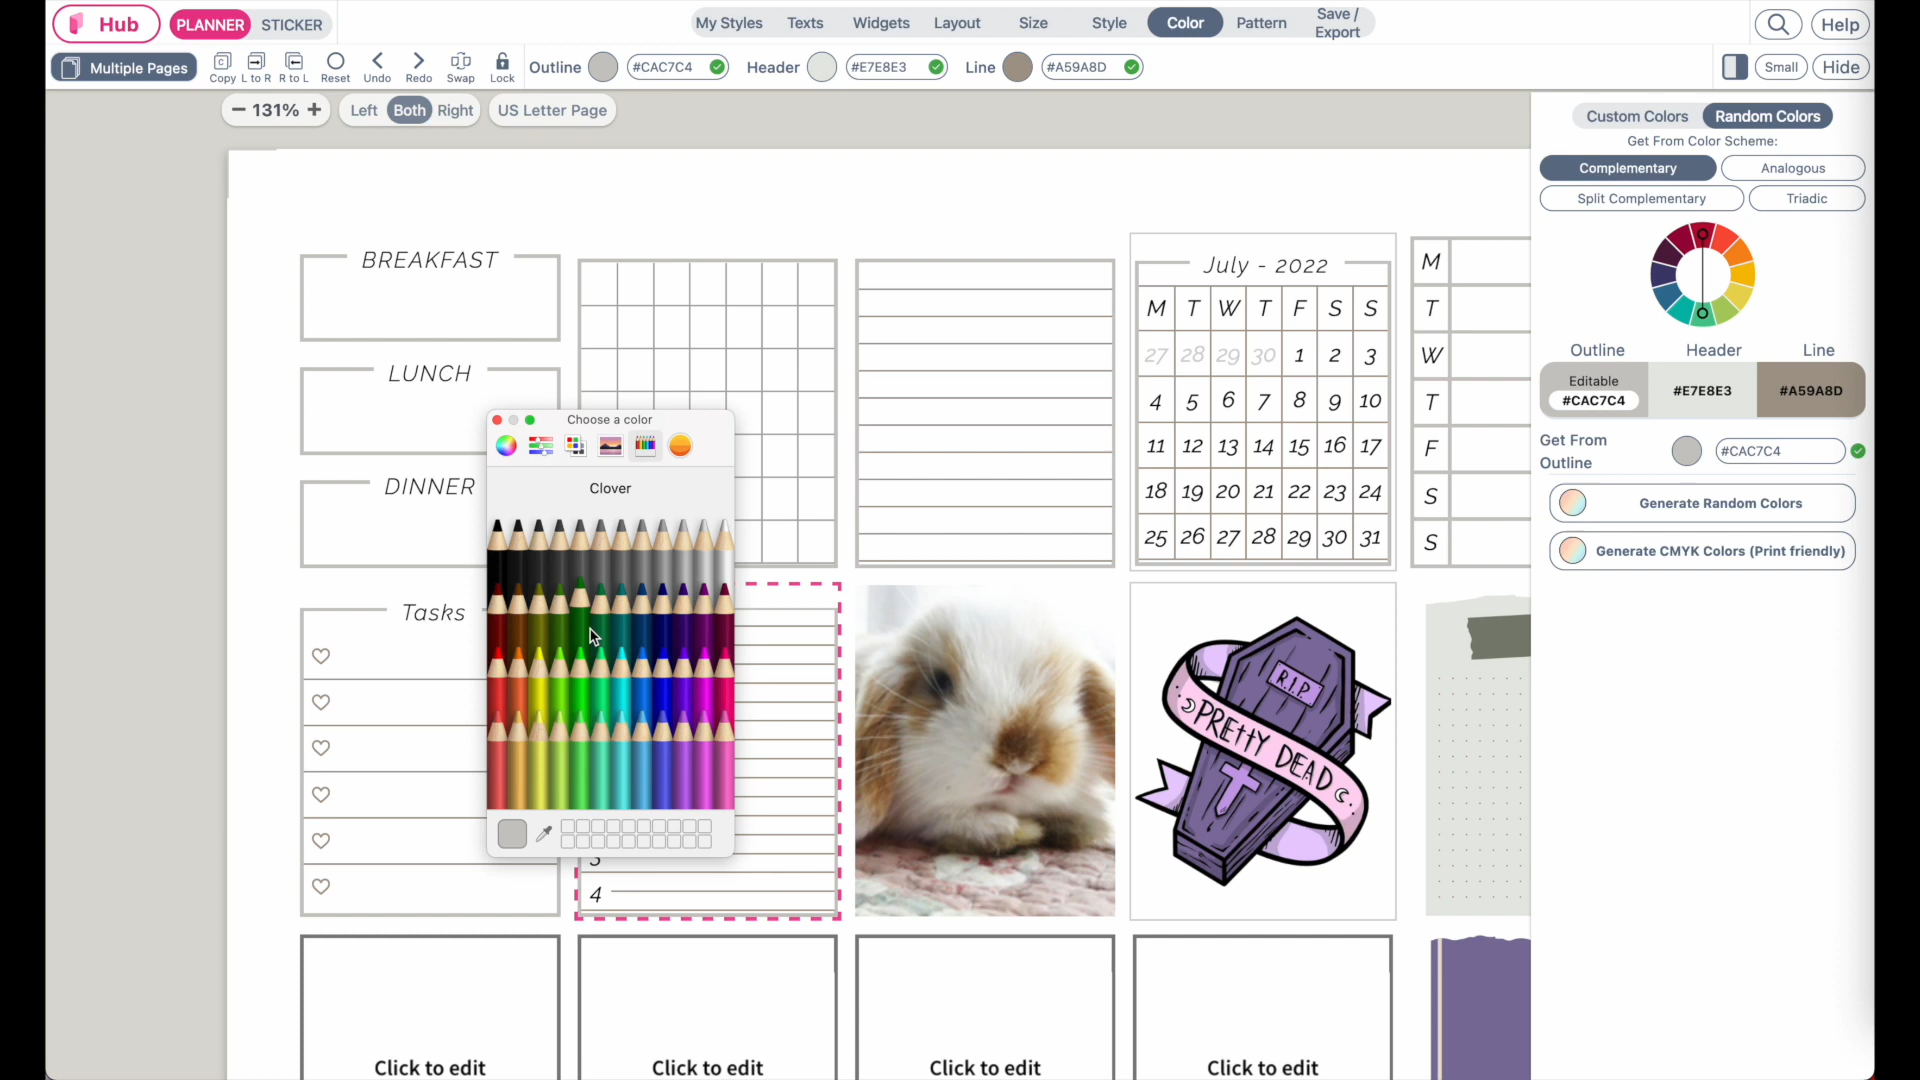 Hub
PLANNER
STICKER
My Styles
Texts
Widgets
Layout
Size
Style
Color
Pattern
Save /
Export
Help
Multiple Pages
Copy
L to R
R to L
Reset
Undo
Redo
Swap
Lock
Outline
#CAC7C4
Header
#E7E8E3
Line
#A59A8D
Small
Hide
131%
Left
Both
Right
US Letter Page
Custom Colors
Random Colors
Get From Color Scheme:
Complementary
Analogous
Split Complementary
Triadic
Outline
Header
Line
Editable
#CAC7C4
#E7E8E3
#A59A8D
Get From
Outline
#CAC7C4
Generate Random Colors
Generate CMYK Colors (Print friendly)
BREAKFAST
LUNCH
DINNER
Tasks
Choose a color
Clover
3
4
July - 2022
M T W T F S S
27 28 29 30 1 2 3
4 5 6 7 8 9 10
11 12 13 14 15 16 17
18 19 20 21 22 23 24
25 26 27 28 29 30 31
M
T
W
T
F
S
S
R.I.P.
PRETTY DEAD
Click to edit
Click to edit
Click to edit
Click to edit